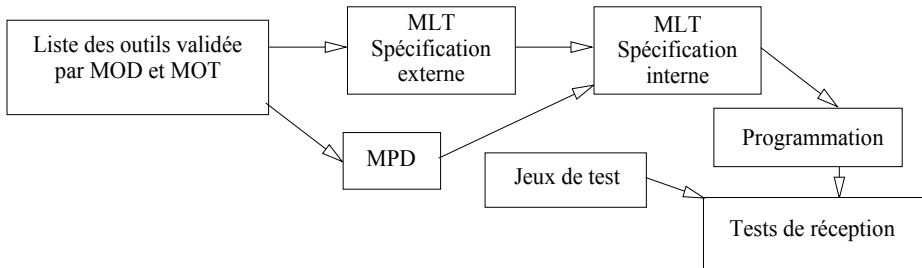 Liste des outils validée
par MOD et MOT
MLT
Spécification
externe
MLT
Spécification
interne
MPD
Programmation
Jeux de test
Tests de réception